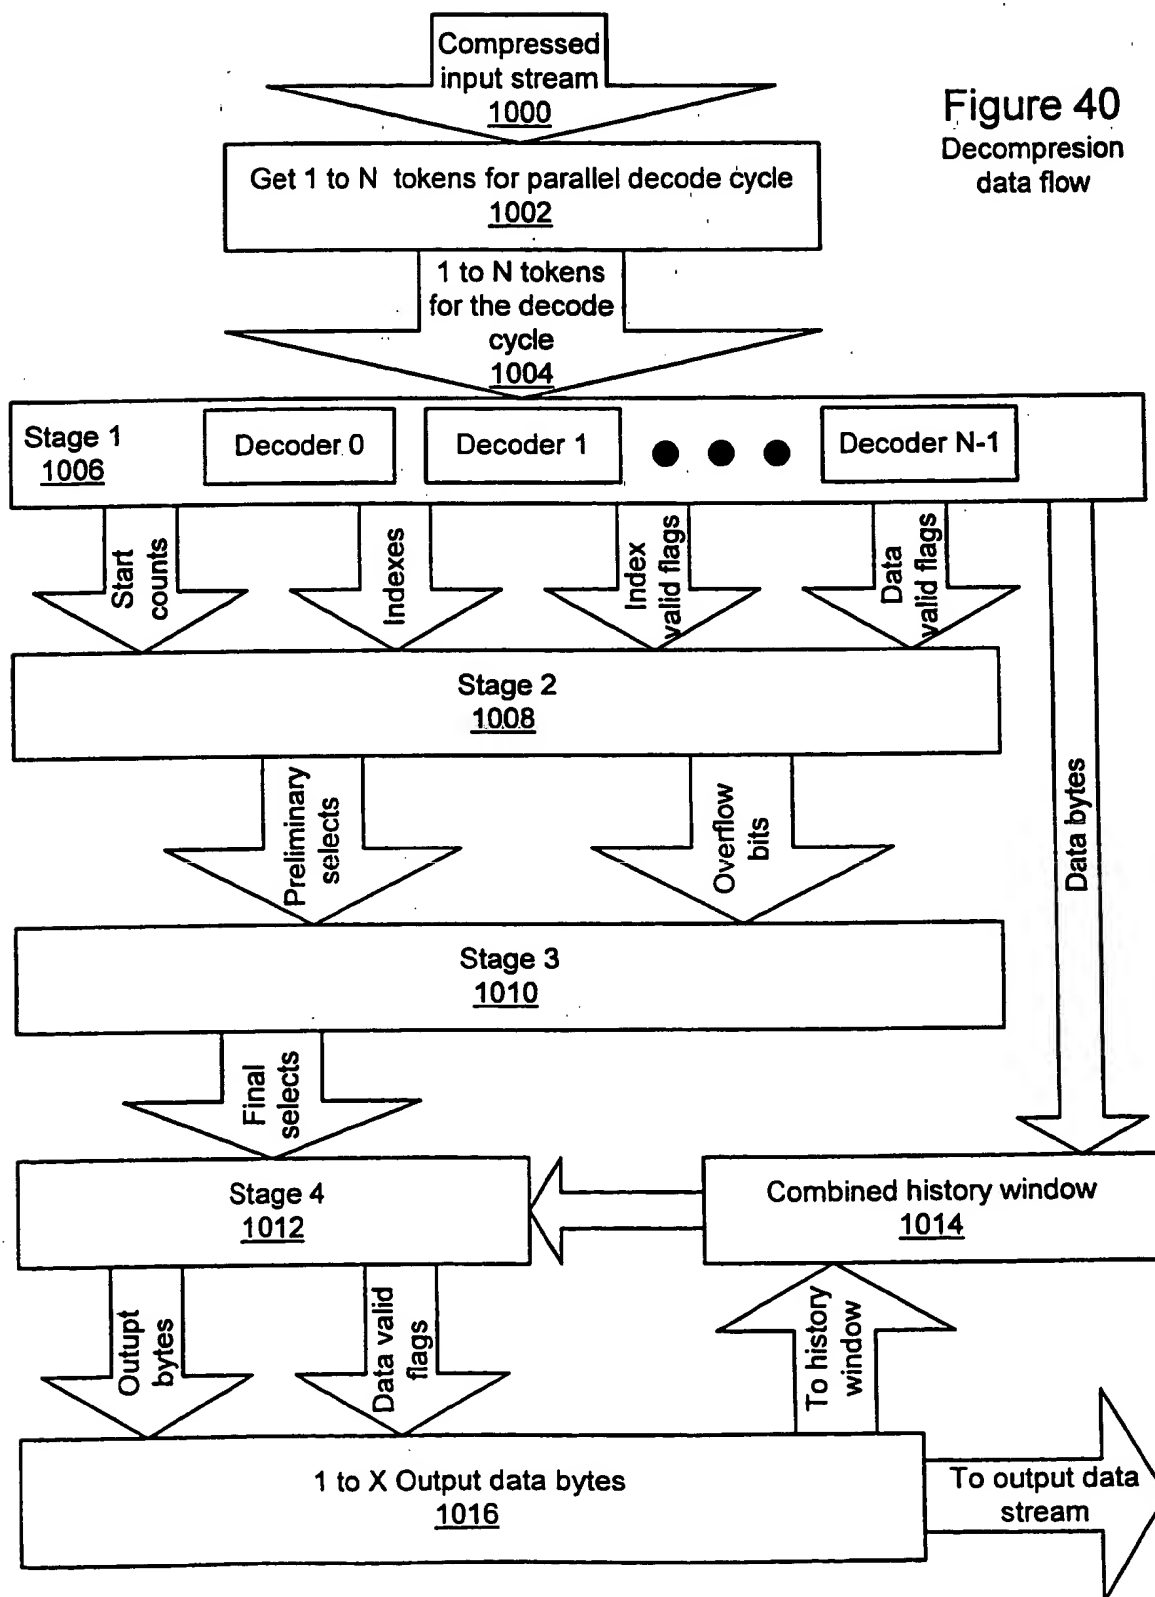 Compressed
input stream
1000
Figure 40
Decompresion
data flow
Get 1 to N tokens for parallel decode cycle
1002
1 to N tokens
for the decode
cycle
1004
Stage 1
1006
Decoder 0
Decoder 1
Decoder N-1
Start
counts
Indexes
Index
valid flags
Data
valid flags
Data bytes
Stage 2
1008
Preliminary
selects
Overflow
bits
Stage 3
1010
Final
selects
Stage 4
1012
Combined history window
1014
Outupt
bytes
Data valid
flags
To history
window
1 to X Output data bytes
1016
To output data
stream